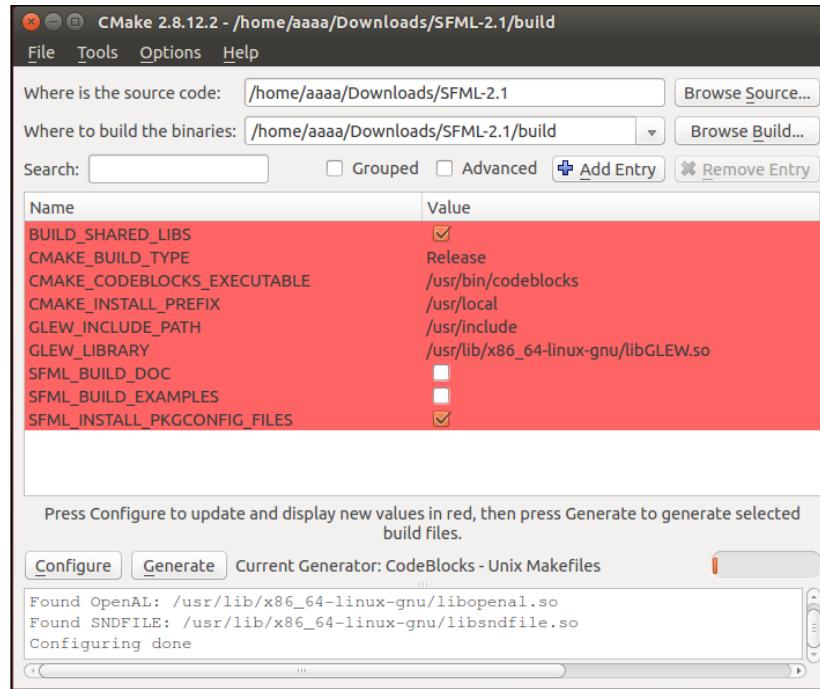 CMake 2.8.12.2 - /home/aaaa/Downloads/SFML-2.1/build
File Tools Options Help
Where is the source code: /home/aaaa/Downloads/SFML-2.1 Browse Source...
Where to build the binaries: /home/aaaa/Downloads/SFML-2.1/build Browse Build...
Search: Grouped Advanced Add Entry Remove Entry
Name Value
BUILD_SHARED_LIBS
CMAKE_BUILD_TYPE Release
CMAKE_CODEBLOCKS_EXECUTABLE /usr/bin/codeblocks
CMAKE_INSTALL_PREFIX /usr/local
GLEW_INCLUDE_PATH /usr/include
GLEW_LIBRARY /usr/lib/x86_64-linux-gnu/libGLEW.so
SFML_BUILD_DOC
SFML_BUILD_EXAMPLES
SFML_INSTALL_PKGCONFIG_FILES
Press Configure to update and display new values in red, then press Generate to generate selected
build files.
Configure Generate Current Generator: CodeBlocks - Unix Makefiles
Found OpenAL: /usr/lib/x86_64-linux-gnu/libopenal.so
Found SNDFILE: /usr/lib/x86_64-linux-gnu/libsndfile.so
Configuring done